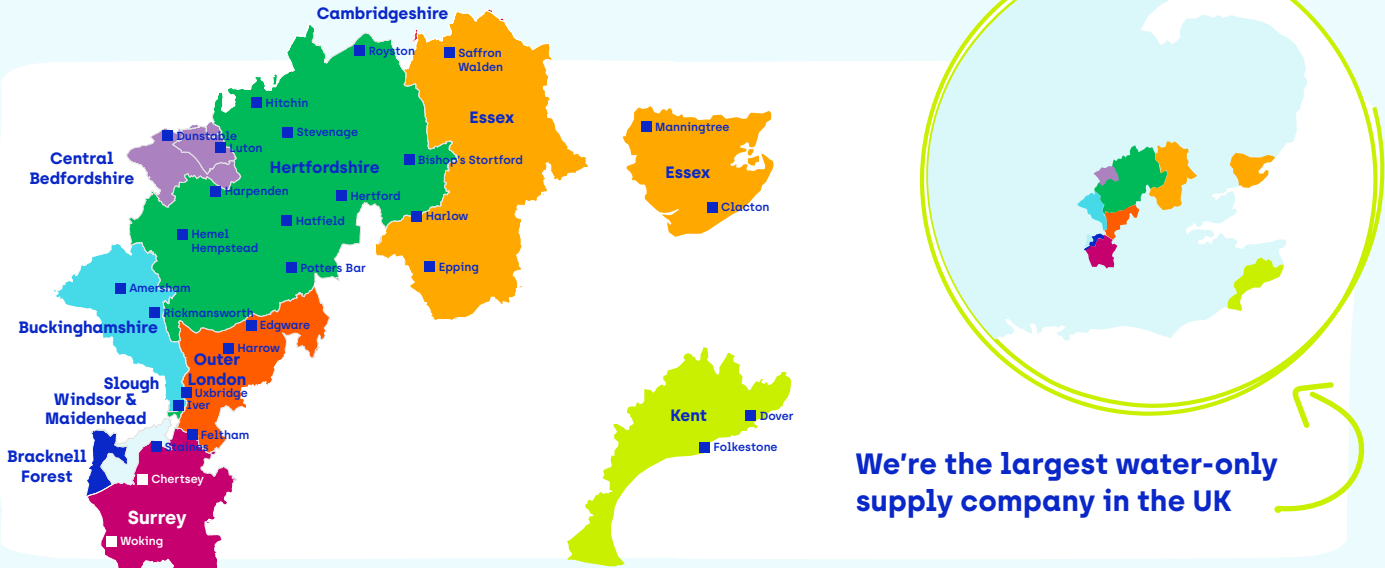 Cambridgeshire
Royston
Saffron
Walden
Hitchin
Essex
Stevenage
Dunstable
Luton
Manningtree
Central
Bedfordshire
Hertfordshire
Bishop's Stortford
Essex
Harpenden
Hertford
Clacton
Hatfield
Harlow
Hemel
Hempstead
Potters Bar
Epping
Amersham
Rickmansworth
Buckinghamshire
Edgware
Harrow
Outer
London
Slough
Uxbridge
Windsor &
Maidenhead
Iver
Kent
Dover
Feltham
Staines
Folkestone
Bracknell
Forest
Chertsey
Surrey
Woking
We're the largest water-only
supply company in the UK